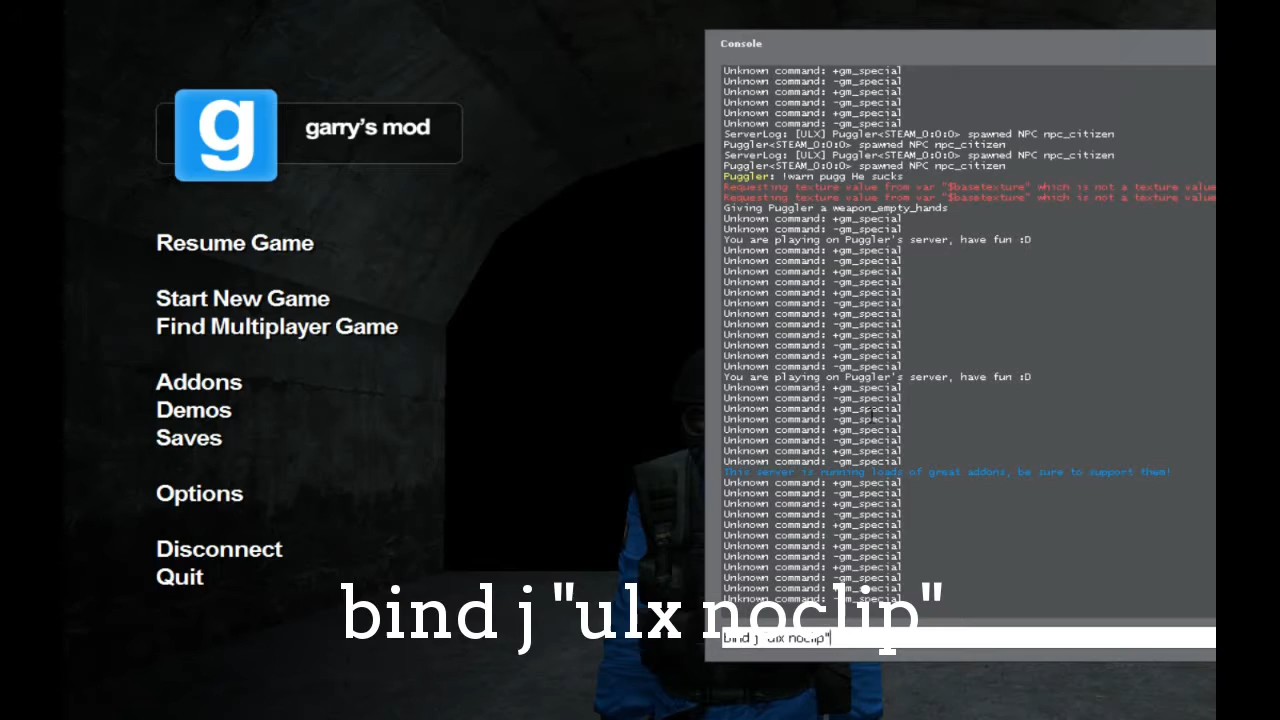 g
garry's mod
Resume Game
Start New Game
Find Multiplayer Game
Addons
Demos
Saves
Options
Disconnect
Quit
Console
Unknown command: +gm_special
Unknown command: -gm_special
Unknown command: +gm_special
Unknown command: -gm_special
Unknown command: +gm_special
Unknown command: -gm_special
ServerLog: [ULX] Puggler<STEAM_0:0:0> spawned NPC npc_citizen
Puggler<STEAM_0:0:0> spawned NPC npc_citizen
ServerLog: [ULX] Puggler<STEAM_0:0:0> spawned NPC npc_citizen
Puggler<STEAM_0:0:0> spawned NPC npc_citizen
Puggler: !warn pugg He sucks
Requesting texture value from var "$basetexture" which is not a texture value
Requesting texture value from var "$basetexture" which is not a texture value
Giving Puggler a weapon_empty_hands
Unknown command: +gm_special
Unknown command: -gm_special
You are playing on Puggler's server, have fun :D
Unknown command: +gm_special
Unknown command: -gm_special
Unknown command: +gm_special
Unknown command: -gm_special
Unknown command: +gm_special
Unknown command: -gm_special
Unknown command: +gm_special
Unknown command: -gm_special
Unknown command: +gm_special
Unknown command: -gm_special
Unknown command: +gm_special
Unknown command: -gm_special
You are playing on Puggler's server, have fun :D
Unknown command: +gm_special
Unknown command: -gm_special
Unknown command: +gm_special
Unknown command: -gm_special
Unknown command: +gm_special
Unknown command: -gm_special
Unknown command: +gm_special
Unknown command: -gm_special
This server is running loads of great addons, be sure to support them!
Unknown command: +gm_special
Unknown command: -gm_special
Unknown command: +gm_special
Unknown command: -gm_special
Unknown command: +gm_special
Unknown command: -gm_special
Unknown command: +gm_special
Unknown command: -gm_special
Unknown command: +gm_special
Unknown command: -gm_special
Unknown command: +gm_special
Unknown command: -gm_special
bind j "ulx noclip"
bind j "ulx noclip"